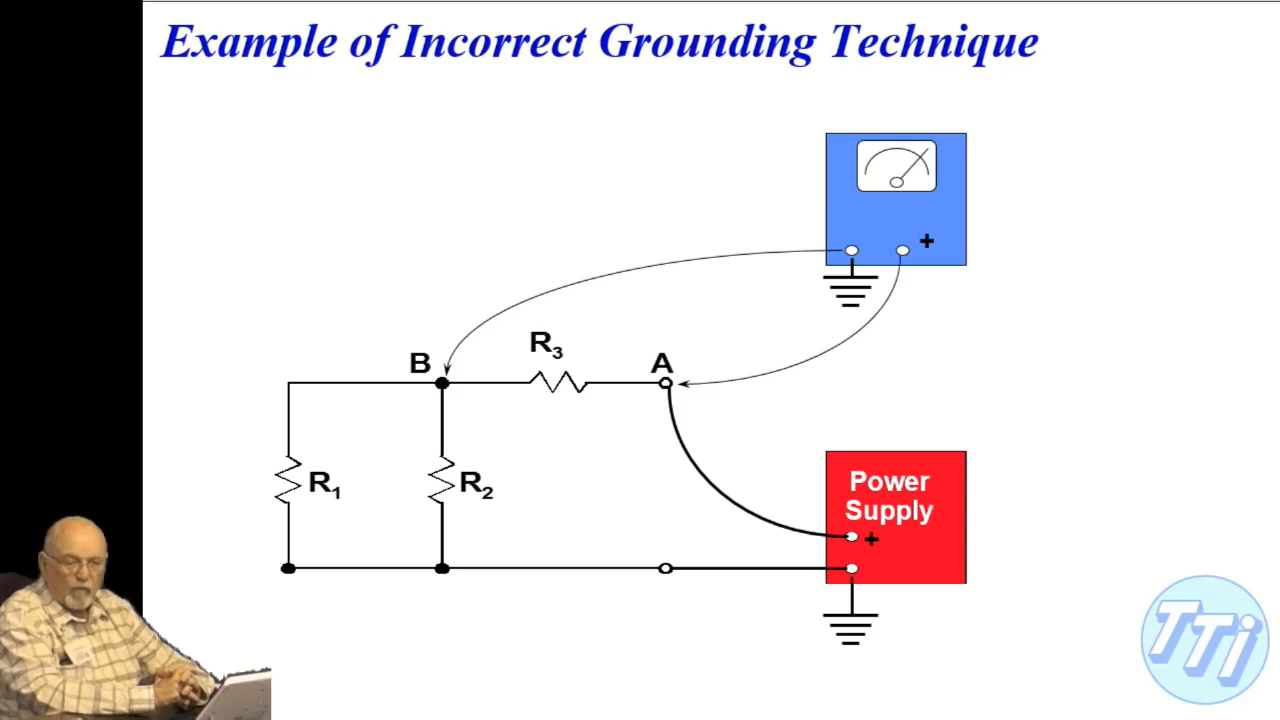 Example of Incorrect Grounding Technique
+
R3
B
A
R1
R2
Power
Supply
+
TTi